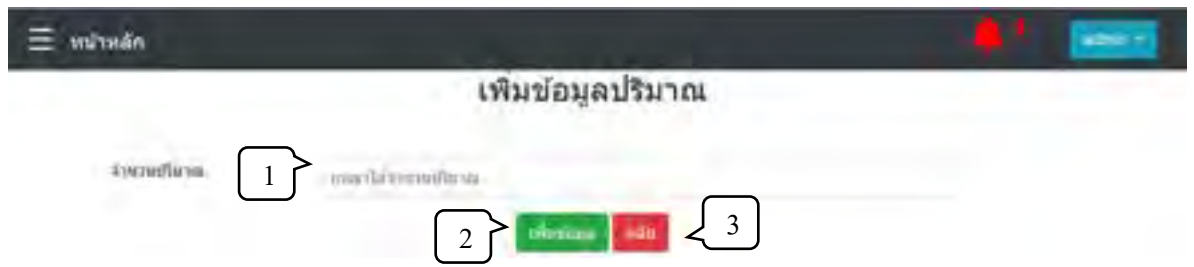 หน้าหลัก
เพิ่มข้อมูลปริมาณ
จำนวนปริมาณ
1
กรุณาใส่จำนวนปริมาณ
2
เพิ่มข้อมูล
กลับ
3